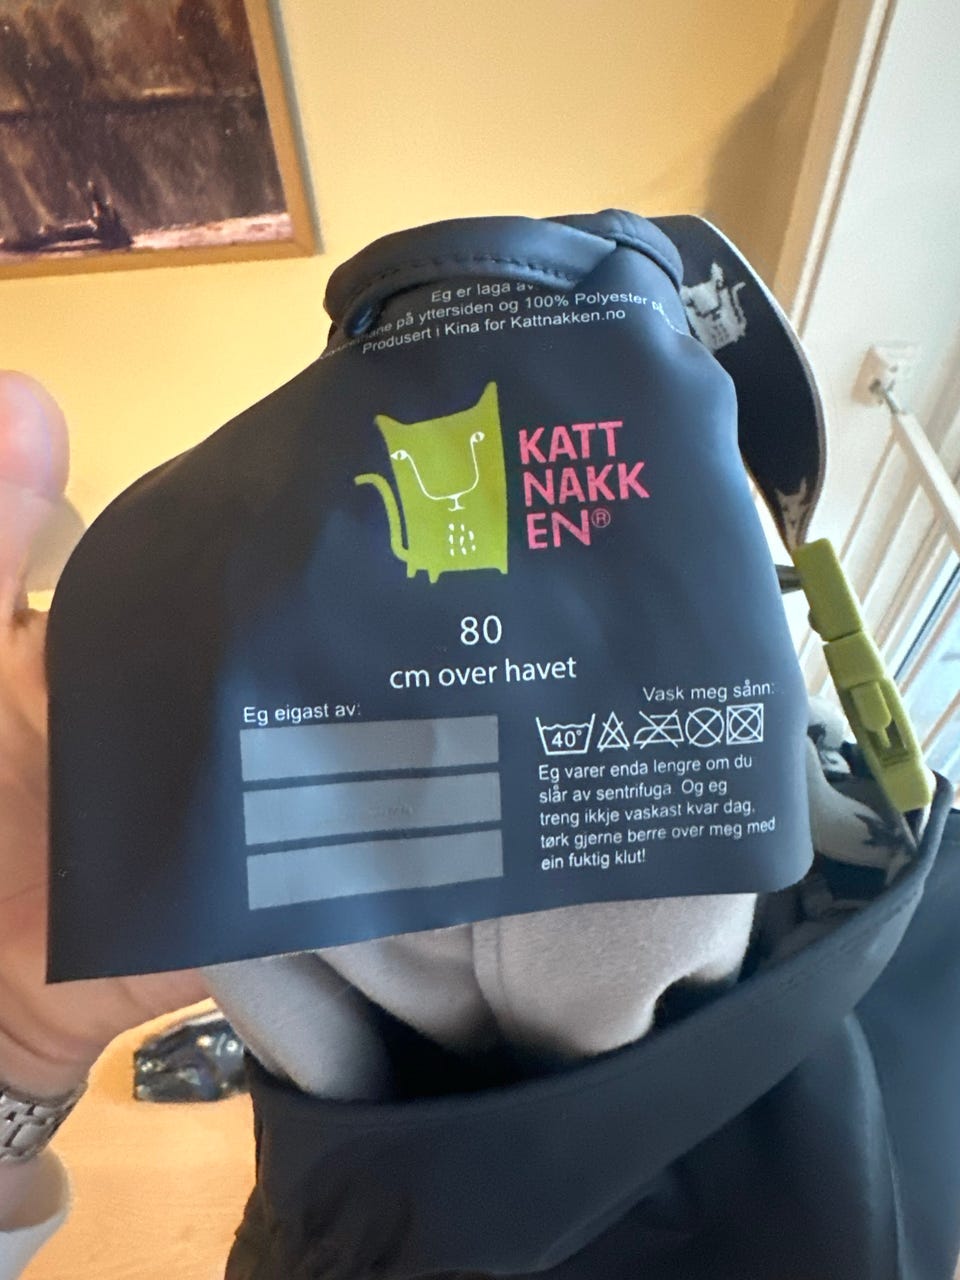 Eg er laga av
på yttersiden og 100% Polyester på
Produsert i Kina for Kattnakken.no
KATT
NAKK
EN®
80
cm over havet
Eg eigast av:
Vask meg sånn:
40°
Eg varer enda lengre om du
slår av sentrifuga. Og eg
treng ikkje vaskast kvar dag,
tørk gjerne berre over meg med
ein fuktig klut!